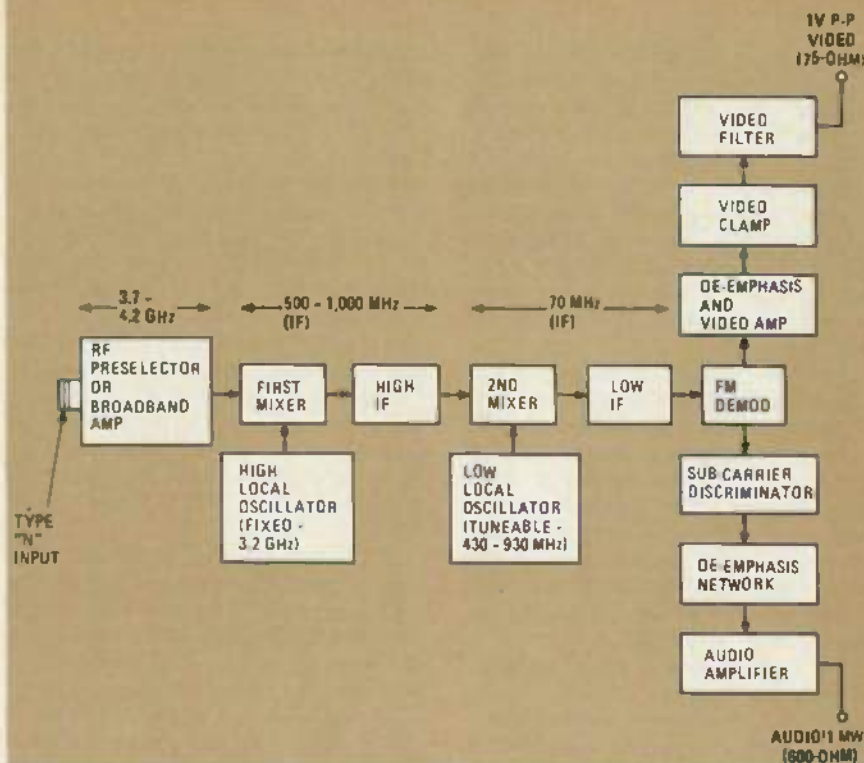 1V P-P
VIDEO
(75-OHM)
VIDEO
FILTER
VIDEO
CLAMP
DE-EMPHASIS
AND
VIDEO AMP
3.7 -
4.2 GHz
500 - 1,000 MHz
(IF)
70 MHz
(IF)
RF
PRESELECTOR
OR
BROADBAND
AMP
FIRST
MIXER
HIGH
IF
2ND
MIXER
LOW
IF
FM
DEMOD
HIGH
LOCAL
OSCILLATOR
(FIXED -
3.2 GHz)
LOW
LOCAL
OSCILLATOR
(TUNEABLE -
430 - 930 MHz)
TYPE
"N"
INPUT
SUB CARRIER
DISCRIMINATOR
DE EMPHASIS
NETWORK
AUDIO
AMPLIFIER
AUDIO 1 MW
(600-OHM)